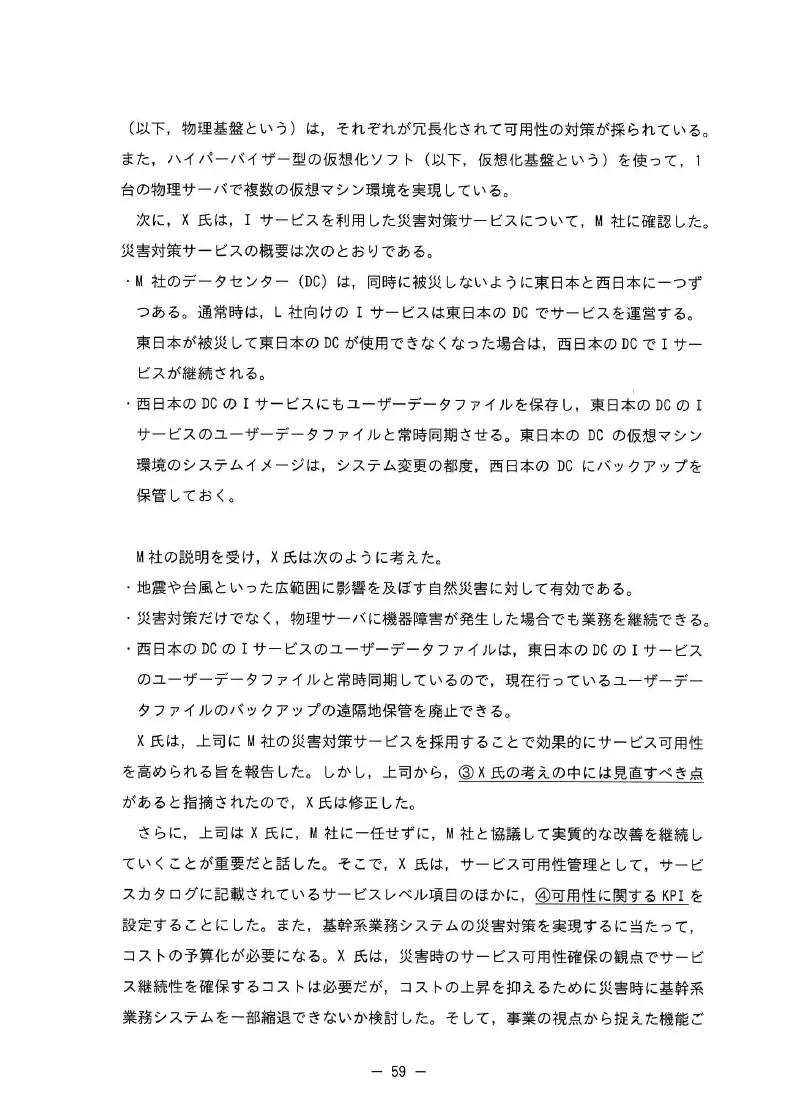 （以下，物理基盤という）は，それぞれが冗長化されて可用性の対策が採られている。
また，ハイパーバイザー型の仮想化ソフト（以下，仮想化基盤という）を使って，1
台の物理サーバで複数の仮想マシン環境を実現している。
次に，X 氏は，I サービスを利用した災害対策サービスについて，M 社に確認した。
災害対策サービスの概要は次のとおりである。
・M 社のデータセンター（DC）は，同時に被災しないように東日本と西日本に一つず
つある。通常時は，L 社向けの I サービスは東日本の DC でサービスを運営する。
東日本が被災して東日本の DC が使用できなくなった場合は，西日本の DC で I サー
ビスが継続される。
・西日本の DC の I サービスにもユーザーデータファイルを保存し，東日本の DC の I
サービスのユーザーデータファイルと常時同期させる。東日本の DC の仮想マシン
環境のシステムイメージは，システム変更の都度，西日本の DC にバックアップを
保管しておく。
M 社の説明を受け，X 氏は次のように考えた。
・地震や台風といった広範囲に影響を及ぼす自然災害に対して有効である。
・災害対策だけでなく，物理サーバに機器障害が発生した場合でも業務を継続できる。
・西日本の DC の I サービスのユーザーデータファイルは，東日本の DC の I サービス
のユーザーデータファイルと常時同期しているので，現在行っているユーザーデー
タファイルのバックアップの遠隔地保管を廃止できる。
X 氏は，上司に M 社の災害対策サービスを採用することで効果的にサービス可用性
を高められる旨を報告した。しかし，上司から，③X 氏の考えの中には見直すべき点
があると指摘されたので，X 氏は修正した。
さらに，上司は X 氏に，M 社に一任せずに，M 社と協議して実質的な改善を継続し
ていくことが重要だと話した。そこで，X 氏は，サービス可用性管理として，サービ
スカタログに記載されているサービスレベル項目のほかに，④可用性に関する KPI を
設定することにした。また，基幹系業務システムの災害対策を実現するに当たって，
コストの予算化が必要になる。X 氏は，災害時のサービス可用性確保の観点でサービ
ス継続性を確保するコストは必要だが，コストの上昇を抑えるために災害時に基幹系
業務システムを一部縮退できないか検討した。そして，事業の視点から捉えた機能ご
－ 59 －